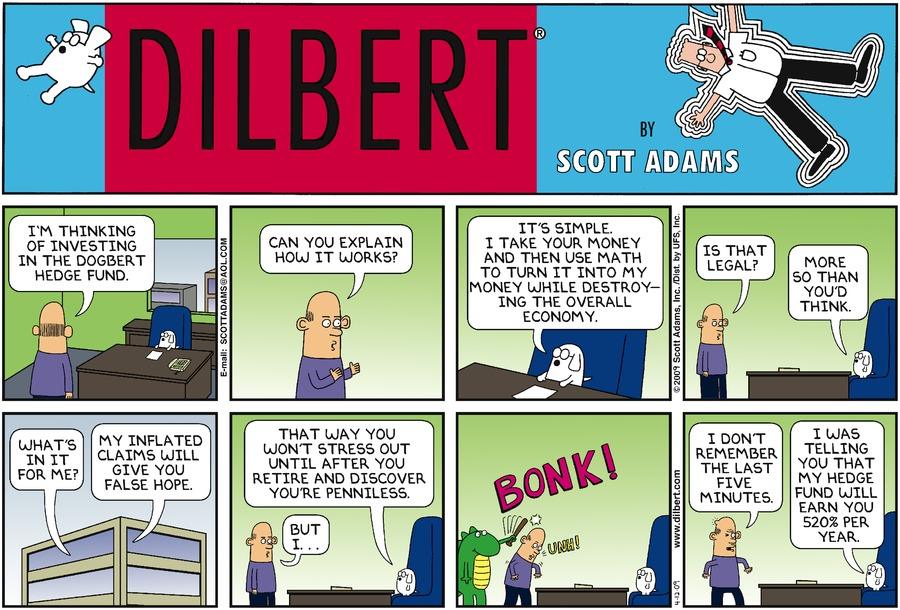 DILBERT®
BY
SCOTT ADAMS
I'M THINKING
OF INVESTING
IN THE DOGBERT
HEDGE FUND.
E-mail: SCOTTADAMS@AOL.COM
CAN YOU EXPLAIN
HOW IT WORKS?
IT'S SIMPLE.
I TAKE YOUR MONEY
AND THEN USE MATH
TO TURN IT INTO MY
MONEY WHILE DESTROY-
ING THE OVERALL
ECONOMY.
©2009 Scott Adams, Inc. /Dist. by UFS, Inc.
IS THAT
LEGAL?
MORE
SO THAN
YOU'D
THINK.
WHAT'S
IN IT
FOR ME?
MY INFLATED
CLAIMS WILL
GIVE YOU
FALSE HOPE.
THAT WAY YOU
WON'T STRESS OUT
UNTIL AFTER YOU
RETIRE AND DISCOVER
YOU'RE PENNILESS.
BUT
I...
BONK!
UNH!
www.dilbert.com
4-12-09
I DON'T
REMEMBER
THE LAST
FIVE
MINUTES.
I WAS
TELLING
YOU THAT
MY HEDGE
FUND WILL
EARN YOU
520% PER
YEAR.